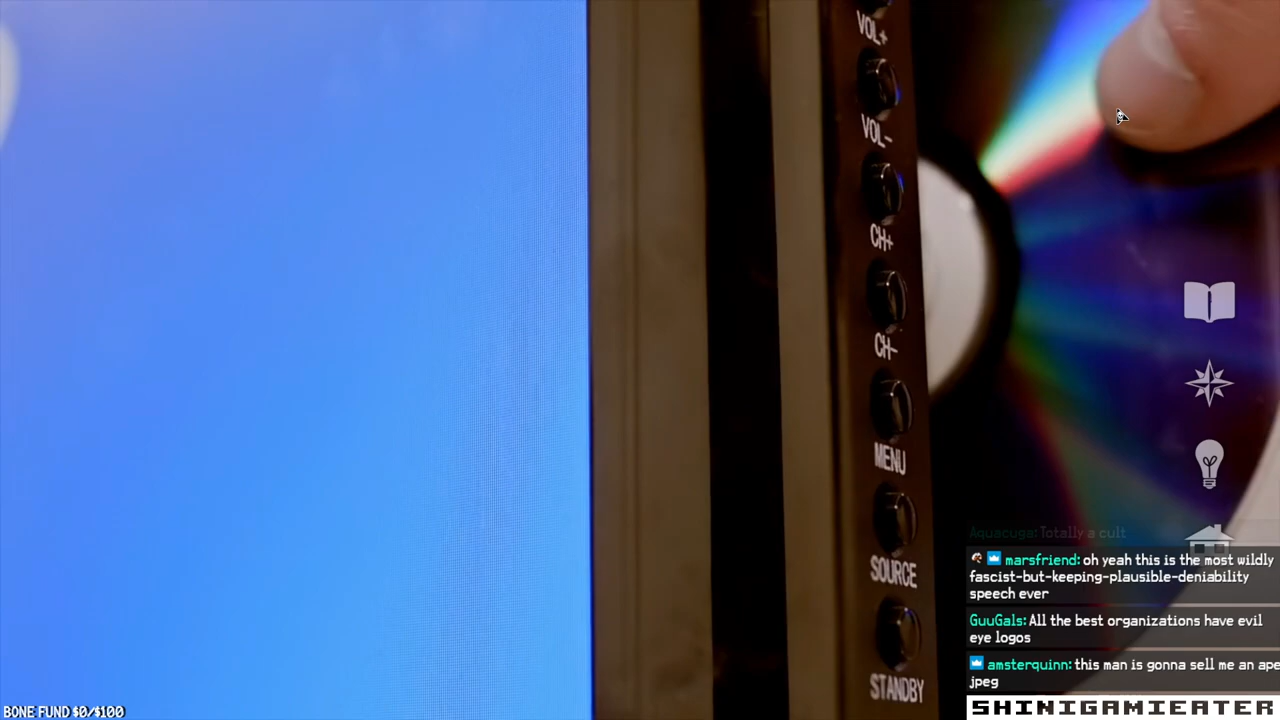 VOL+
VOL-
CH+
CH-
MENU
SOURCE
STANDBY
Aquacuga: Totally a cult
marsfriend: oh yeah this is the most wildly
fascist-but-keeping-plausible-deniability
speech ever
GuuGals: All the best organizations have evil
eye logos
amsterquinn: this man is gonna sell me an ape
jpeg
BONE FUND $0/$100
SHINIGAMIEATER